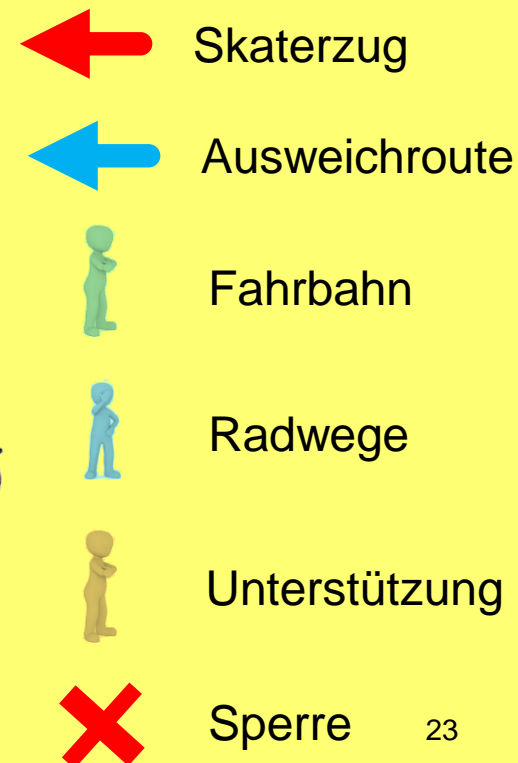 Skaterzug
Ausweichroute
Fahrbahn
Radwege
Unterstützung
Sperre 23